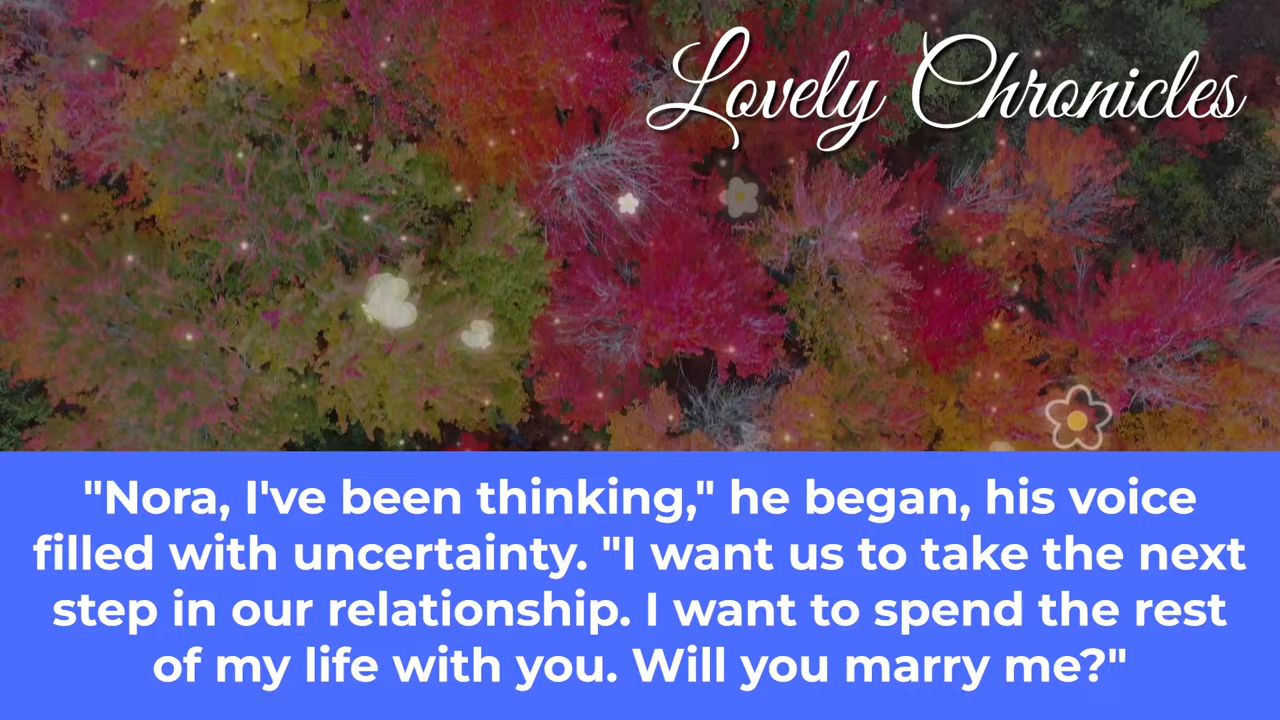 Lovely Chronicles
"Nora, I've been thinking," he began, his voice
filled with uncertainty. "I want us to take the next
step in our relationship. I want to spend the rest
of my life with you. Will you marry me?"